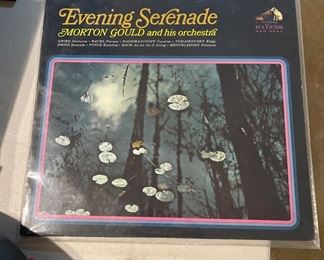 Evening Serenade
MORTON GOULD and his orchestra
GRIEG Nocturne • RAVEL Pavane • RACHMANINOFF Vocalise • TCHAIKOVSKY Elegy
DRIGO Serenade • PONCE Estrellita • BACH Air for the G String • MENDELSSOHN Nocturne
RCA VICTOR
RED SEAL